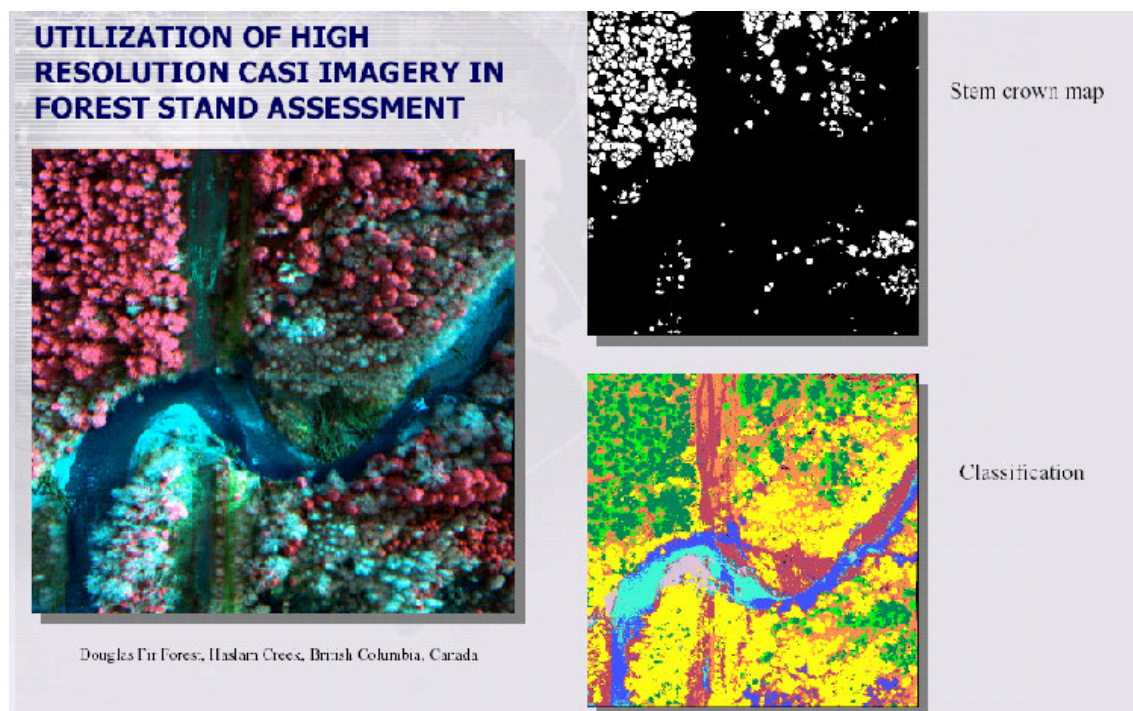 UTILIZATION OF HIGH
RESOLUTION CASI IMAGERY IN
FOREST STAND ASSESSMENT
Stem crown map
Classification
Douglas Fir Forest, Haslam Creek, British Columbia, Canada